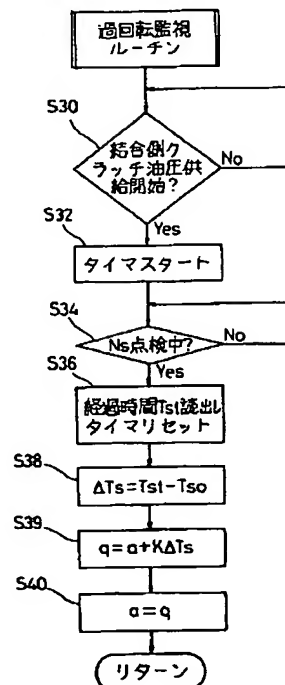 過回転監視
ルーチン
S30
結合側ク
ラッチ油圧供
給開始?
No
Yes
S32
タイマスタート
S34
Ns点検中?
No
Yes
S36
経過時間Tst読出し
タイマリセット
S38
ΔTs=Tst-Tso
S39
q=a+KΔTs
S40
a=q
リターン